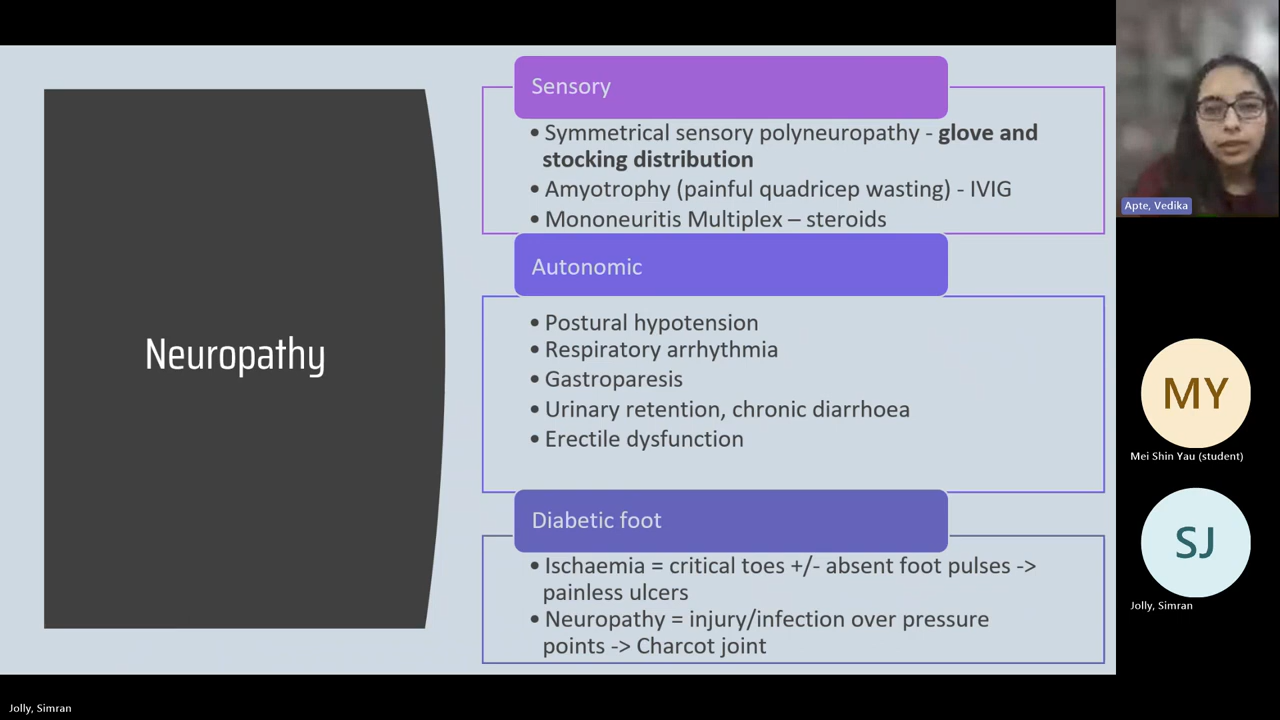 Sensory
• Symmetrical sensory polyneuropathy - glove and
stocking distribution
• Amyotrophy (painful quadricep wasting) - IVIG
• Mononeuritis Multiplex – steroids
Autonomic
• Postural hypotension
• Respiratory arrhythmia
• Gastroparesis
• Urinary retention, chronic diarrhoea
• Erectile dysfunction
Diabetic foot
• Ischaemia = critical toes +/- absent foot pulses ->
painless ulcers
• Neuropathy = injury/infection over pressure
points -> Charcot joint
Neuropathy
Apte, Vedika
MY
Mei Shin Yau (student)
SJ
Jolly, Simran
Jolly, Simran